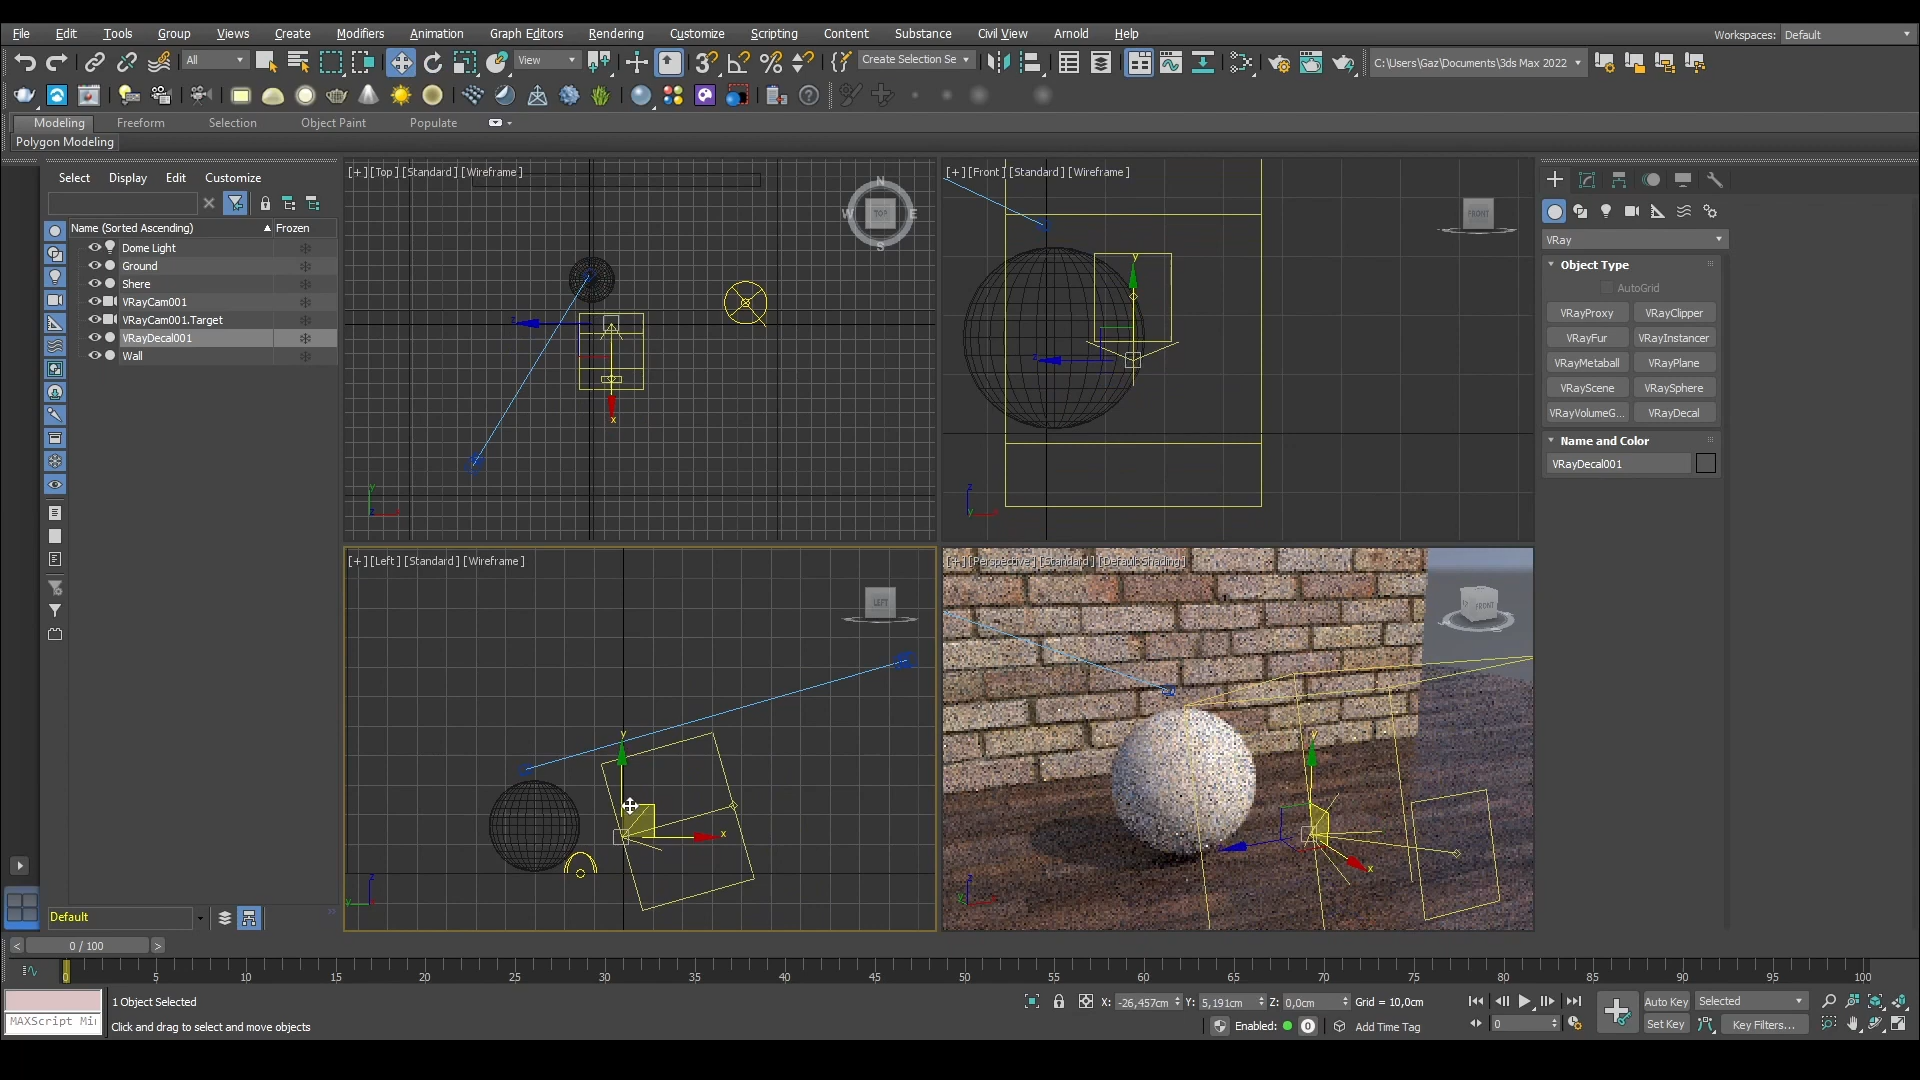 File Edit Tools Group Views Create Modifiers Animation Graph Editors Rendering Customize Scripting Content Substance Civil View Arnold Help Workspaces: Default
All View Create Selection Se C:\Users\Gaz\Documents\3ds Max 2022
Modeling Freeform Selection Object Paint Populate
Polygon Modeling
Select Display Edit Customize
Name (Sorted Ascending) Frozen
Dome Light
Ground
Shere
VRayCam001
VRayCam001.Target
VRayDecal001
Wall
Default
[+] [Top] [Standard] [Wireframe]
N
W TOP E
S
z
x
y
z
[+] [Front] [Standard] [Wireframe]
FRONT
y
z
z
y
[+] [Left] [Standard] [Wireframe]
LEFT
y
x
z
y
[+] [Perspective] [Standard] [Default Shading]
FRONT
y
x
z
VRay
Object Type
AutoGrid
VRayProxy VRayClipper
VRayFur VRayInstancer
VRayMetaball VRayPlane
VRayScene VRaySphere
VRayVolumeG... VRayDecal
Name and Color
VRayDecal001
< 0 / 100 >
0 5 10 15 20 25 30 35 40 45 50 55 60 65 70 75 80 85 90 95 100
1 Object Selected X: -26,457cm Y: 5,191cm Z: 0,0cm Grid = 10,0cm Auto Key Selected
MAXScript Mi Click and drag to select and move objects Enabled: 0 Add Time Tag 0 Set Key Key Filters...